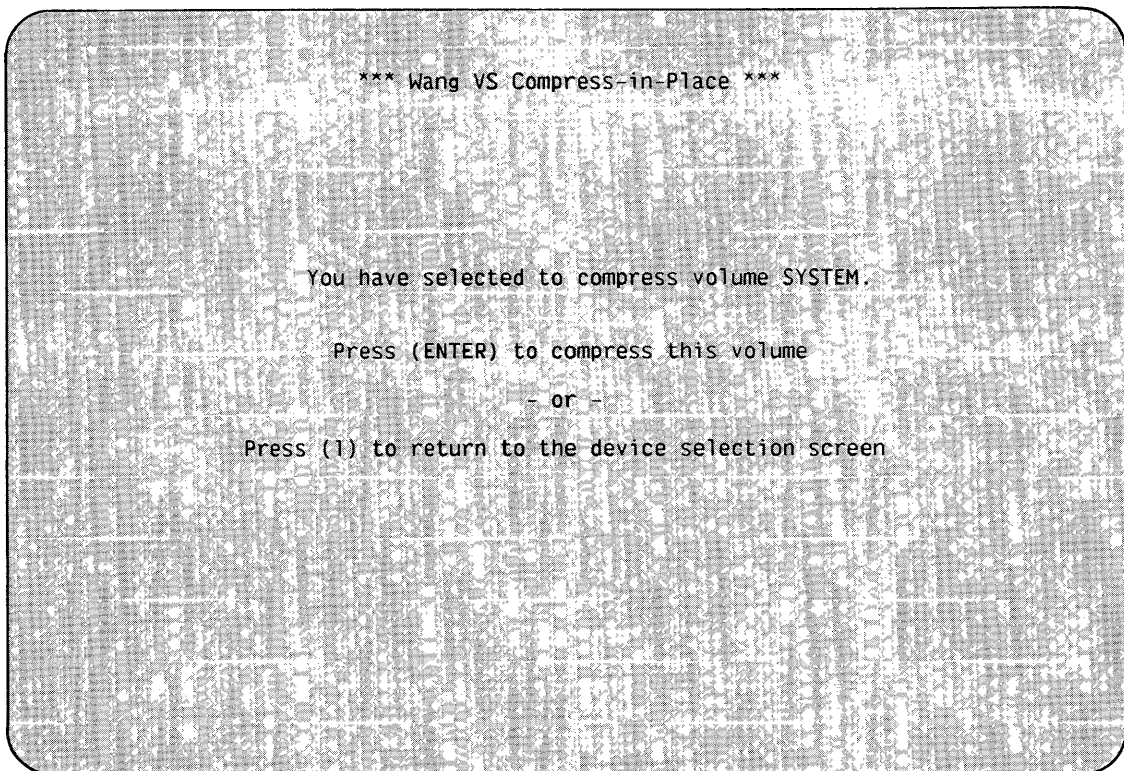 *** Wang VS Compress-in-Place ***
You have selected to compress volume SYSTEM.
Press (ENTER) to compress this volume
- or -
Press (1) to return to the device selection screen